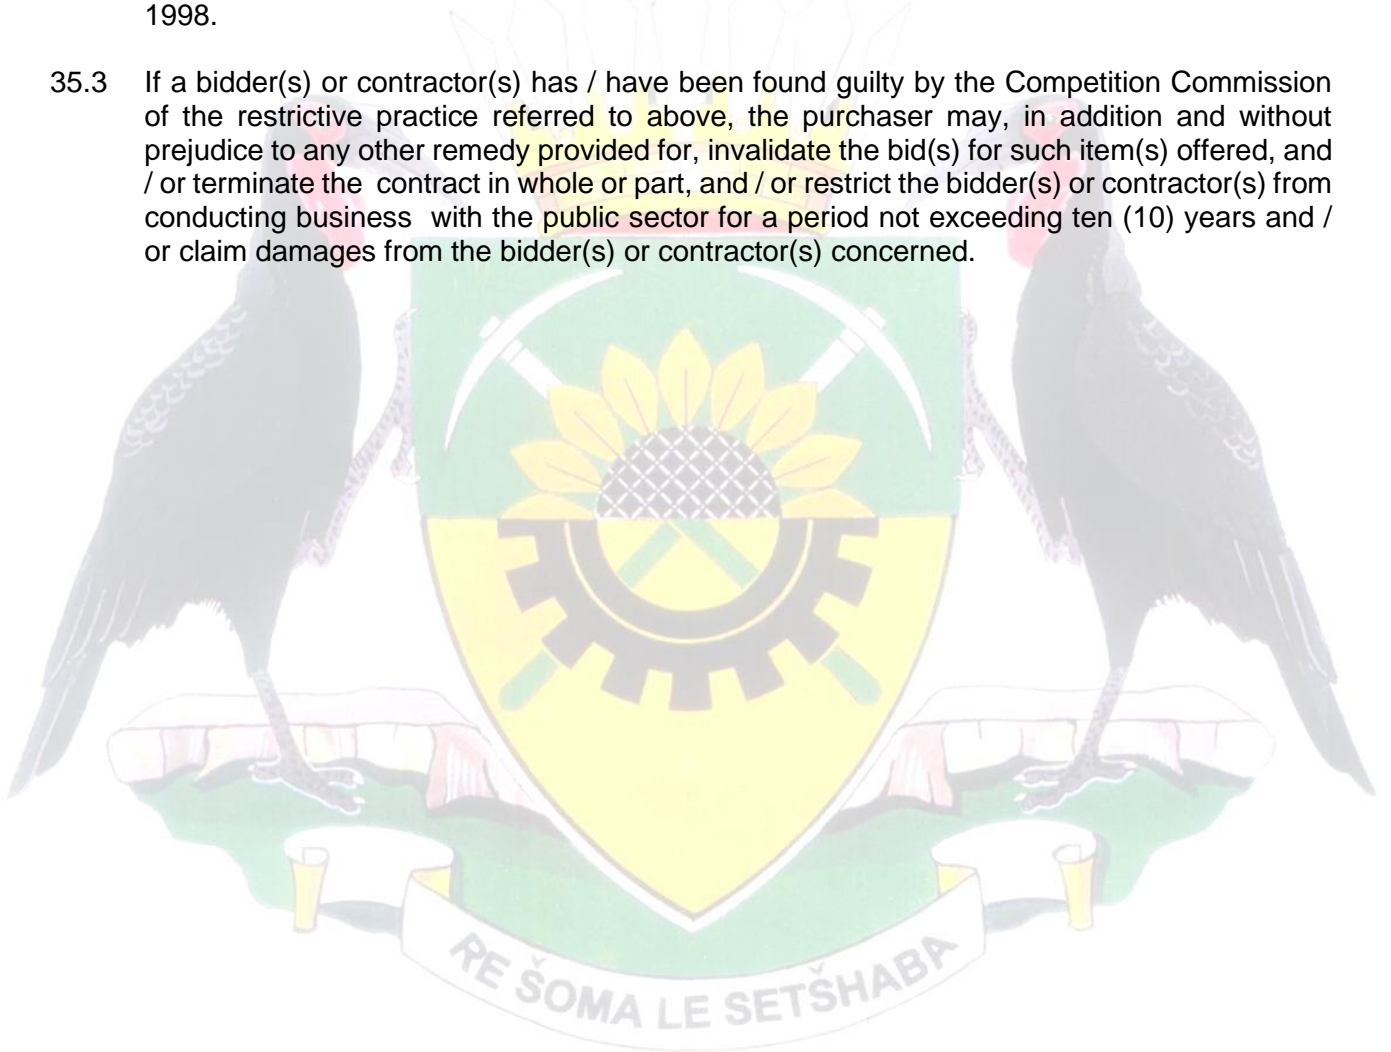 1998.
35.3 If a bidder(s) or contractor(s) has / have been found guilty by the Competition Commission
of the restrictive practice referred to above, the purchaser may, in addition and without
prejudice to any other remedy provided for, invalidate the bid(s) for such item(s) offered, and
/ or terminate the contract in whole or part, and / or restrict the bidder(s) or contractor(s) from
conducting business with the public sector for a period not exceeding ten (10) years and /
or claim damages from the bidder(s) or contractor(s) concerned.
RE ŠOMA LE SETŠHABA